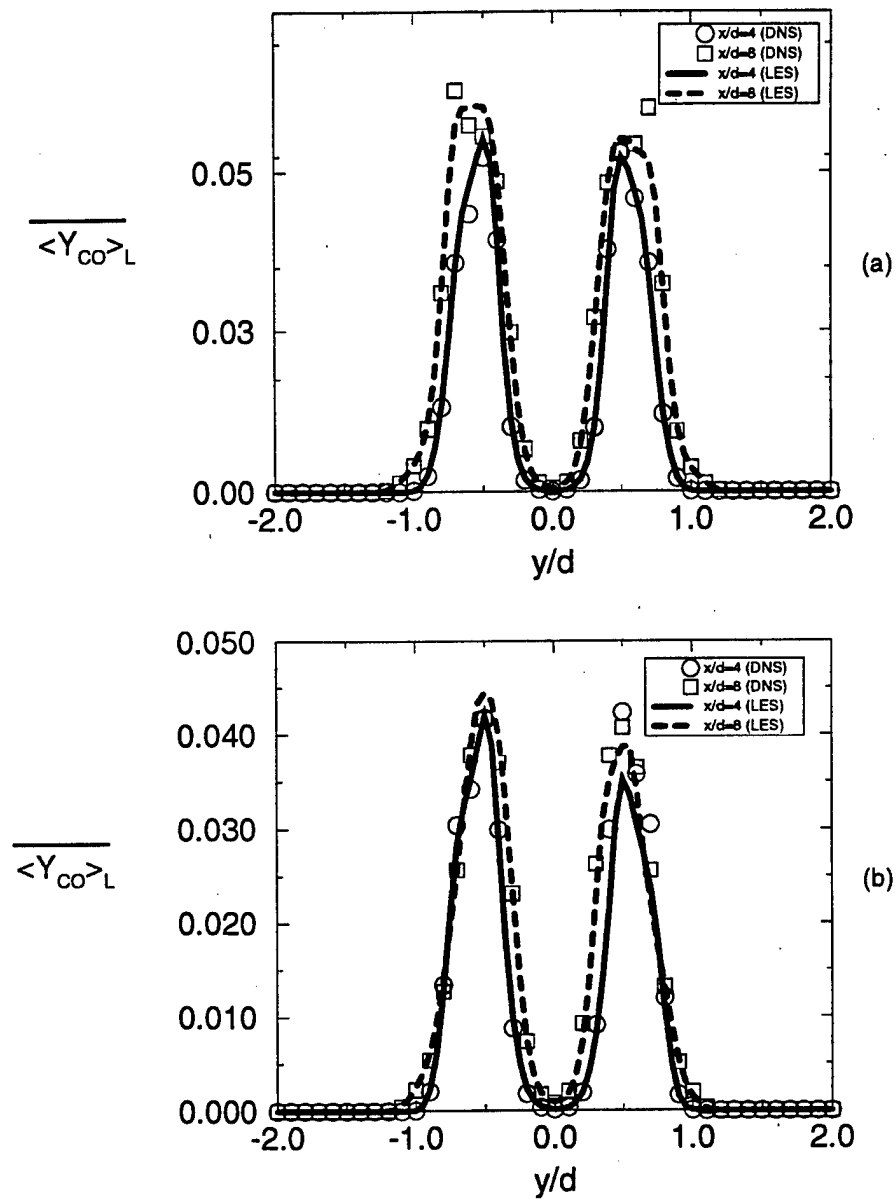 x/d=4 (DNS)
x/d=8 (DNS)
x/d=4 (LES)
x/d=8 (LES)
0.05
<Y_CO>_L
(a)
0.03
0.00
-2.0 -1.0 0.0 1.0 2.0
y/d
0.050
x/d=4 (DNS)
x/d=8 (DNS)
x/d=4 (LES)
x/d=8 (LES)
0.040
0.030
<Y_CO>_L
(b)
0.020
0.010
0.000
-2.0 -1.0 0.0 1.0 2.0
y/d